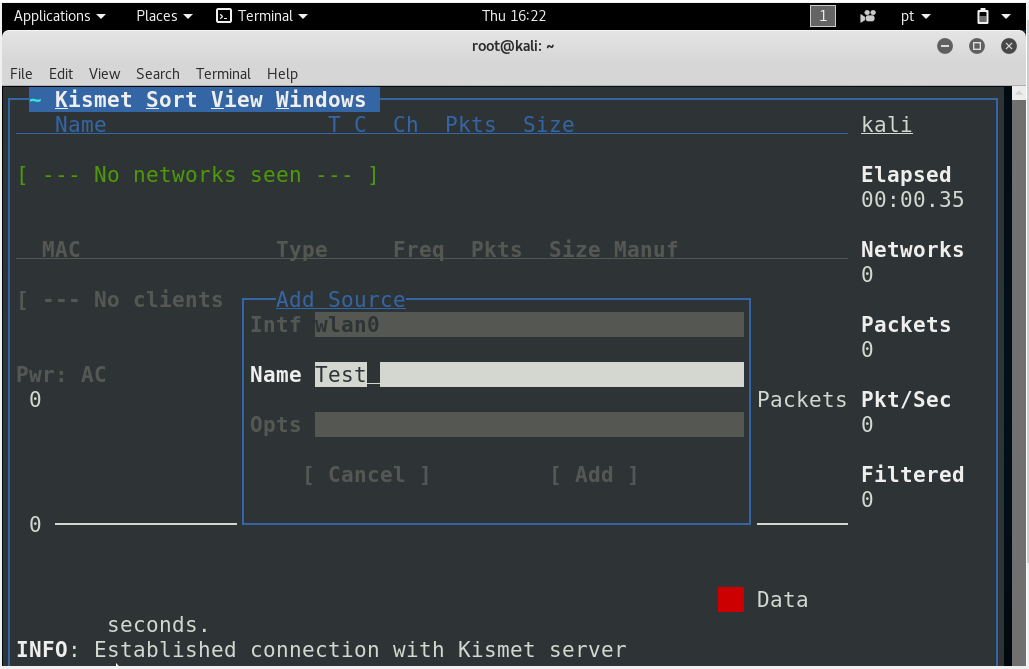 Applications Places Terminal Thu 16:22 1 pt
root@kali: ~
File Edit View Search Terminal Help
~ Kismet Sort View Windows
Name T C Ch Pkts Size kali
[ --- No networks seen --- ] Elapsed
00:00.35
MAC Type Freq Pkts Size Manuf Networks
0
[ --- No clients Add Source
Intf wlan0 Packets
0
Pwr: AC Name Test_
0 Packets Pkt/Sec
Opts 0
[ Cancel ] [ Add ] Filtered
0
0
Data
seconds.
INFO: Established connection with Kismet server